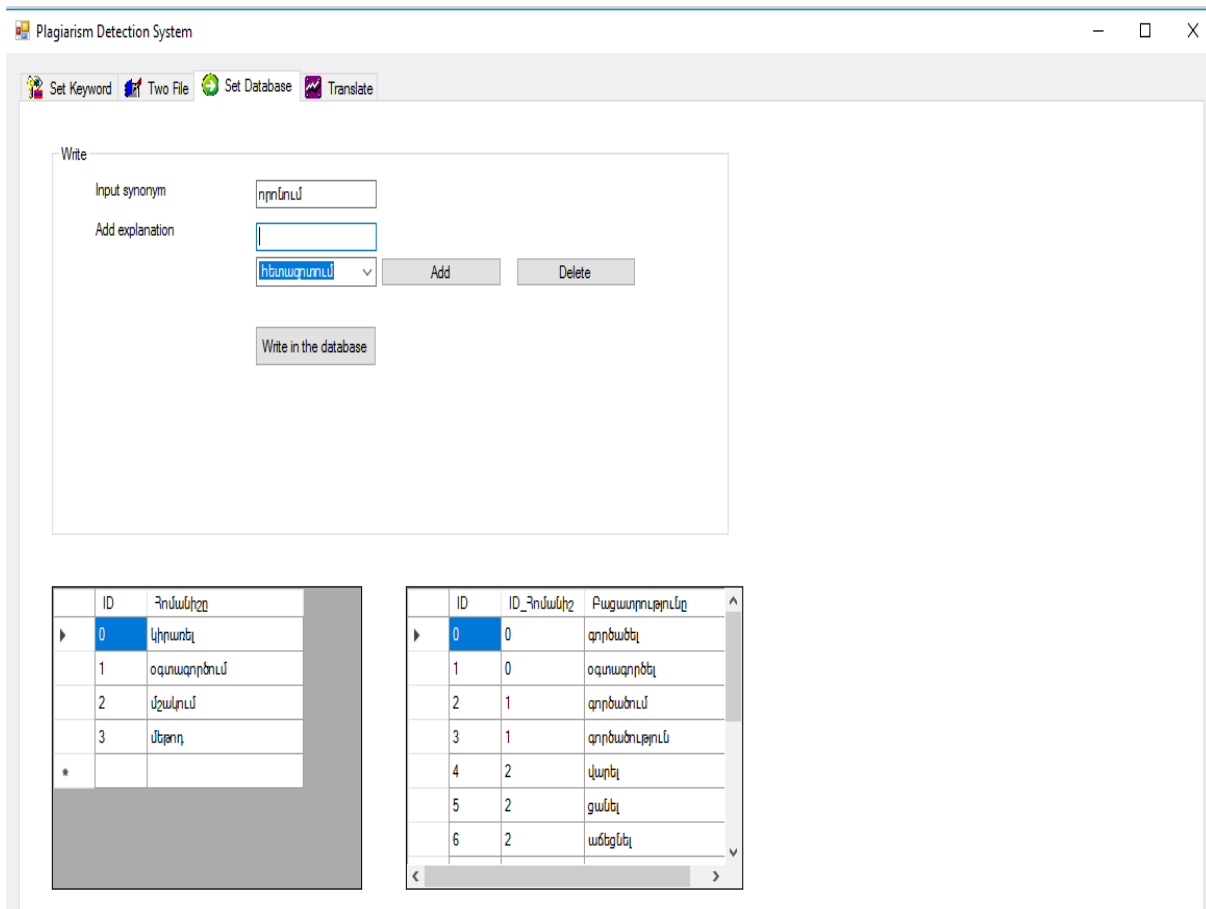 Plagiarism Detection System
Set Keyword Two File Set Database Translate
Write
Input synonym որոնում
Add explanation
հետազոտում Add Delete
Write in the database
ID Հոմանիշը
0 կիրառել
1 օգտագործում
2 մշակում
3 մեթոդ
*
ID ID_Հոմանիշ Բացատրությունը
0 0 գործածել
1 0 օգտագործել
2 1 գործածում
3 1 գործածություն
4 2 վարել
5 2 ցանել
6 2 աճեցնել